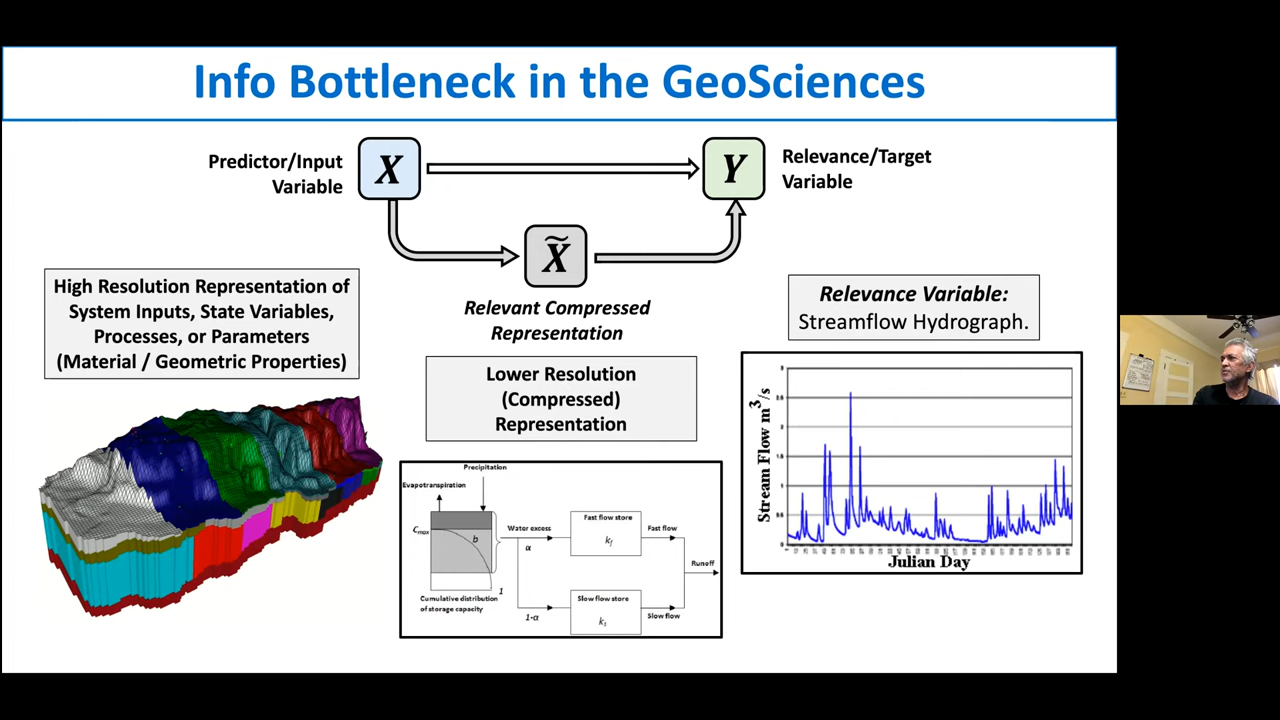 Info Bottleneck in the GeoSciences
Predictor/Input
Variable
X
Y
Relevance/Target
Variable
X̃
Relevant Compressed
Representation
High Resolution Representation of
System Inputs, State Variables,
Processes, or Parameters
(Material / Geometric Properties)
Lower Resolution
(Compressed)
Representation
Relevance Variable:
Streamflow Hydrograph.
Precipitation
Evapotranspiration
Cmax
b
Water excess
α
Fast flow store
kf
Fast flow
Runoff
1
Cumulative distribution
of storage capacity
1-α
Slow flow store
ks
Slow flow
Stream Flow m³/s
Julian Day